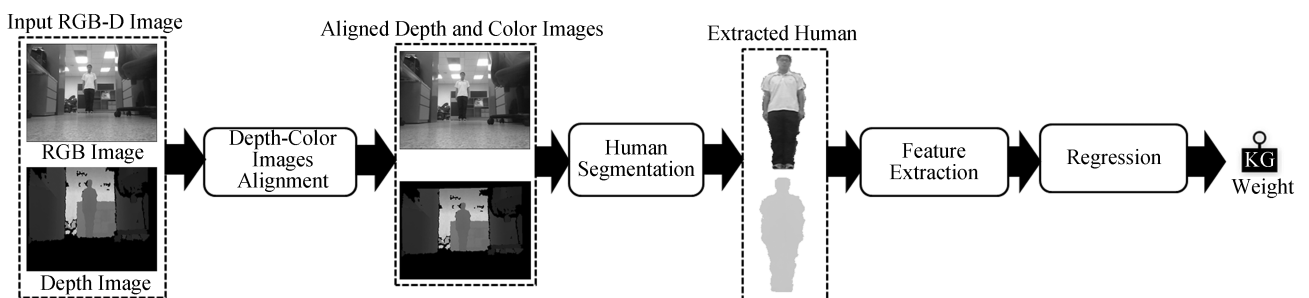 Input RGB-D Image
RGB Image
Depth Image
Depth-Color
Images
Alignment
Aligned Depth and Color Images
Human
Segmentation
Extracted Human
Feature
Extraction
Regression
KG
Weight